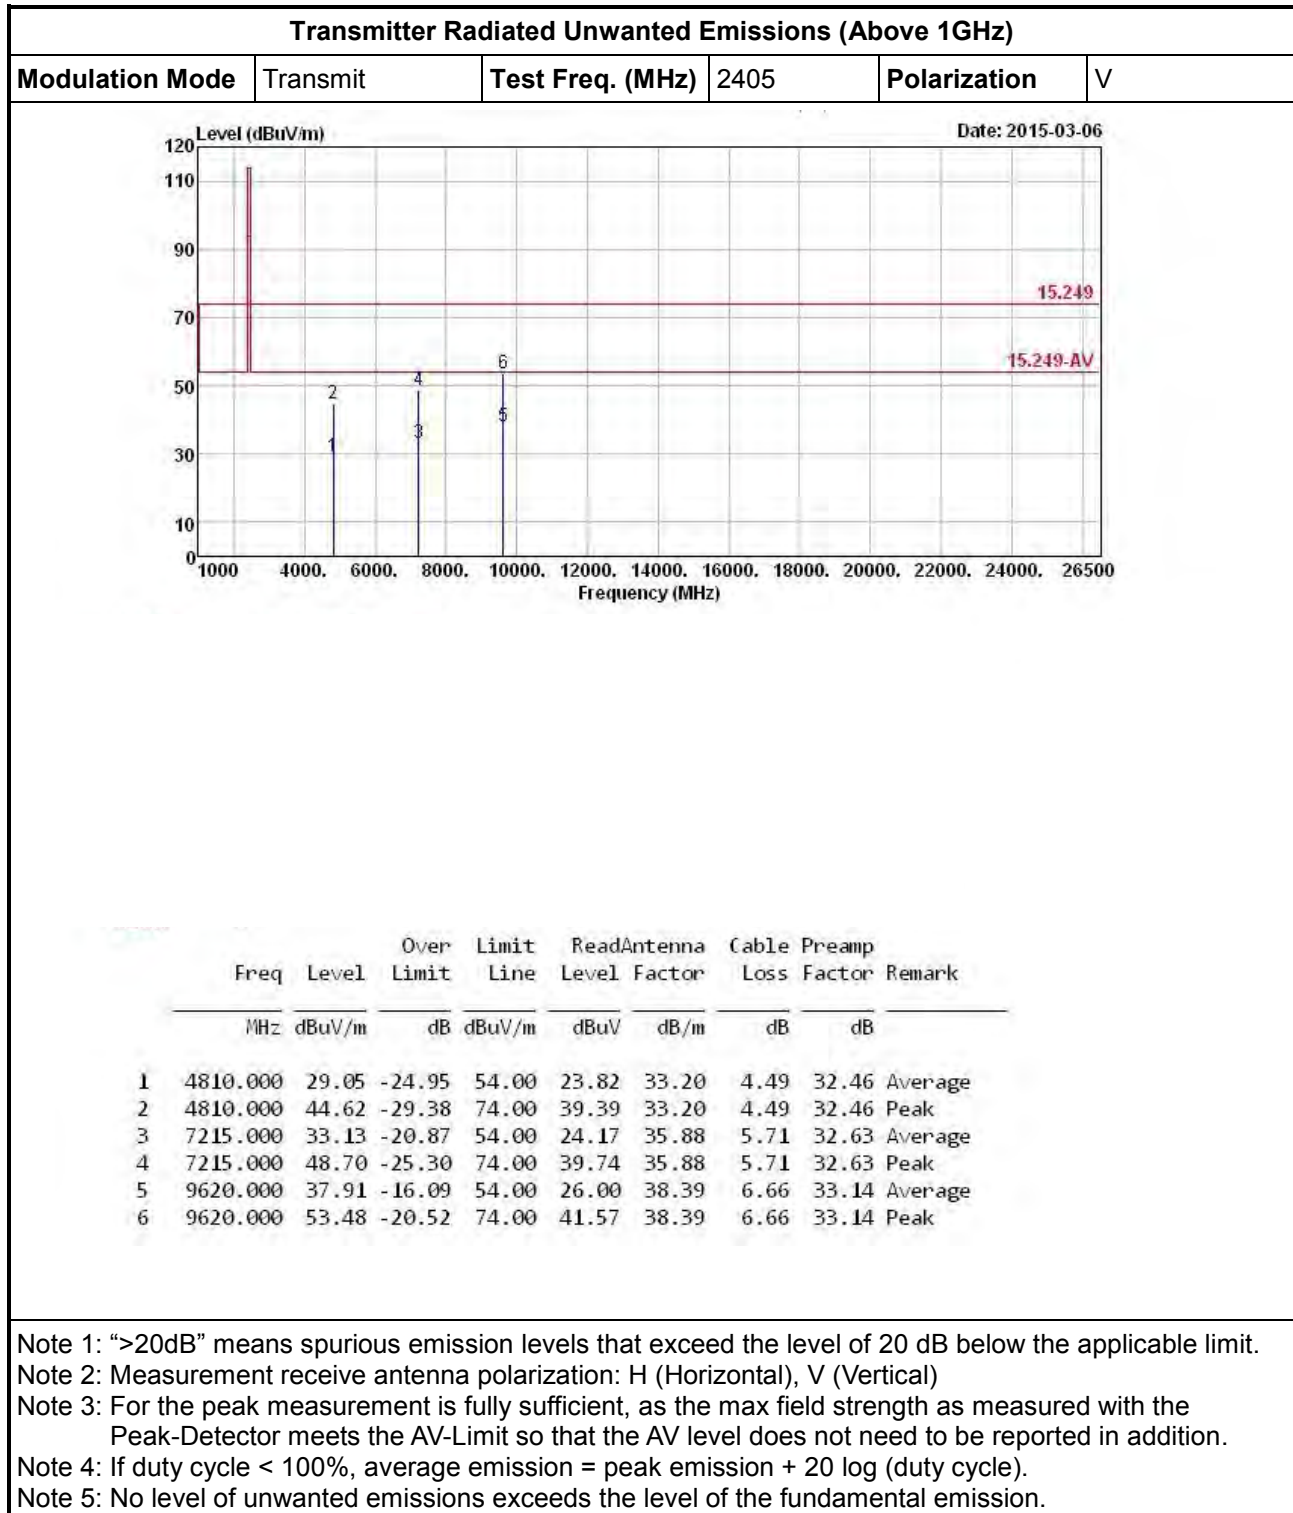 Transmitter Radiated Unwanted Emissions (Above 1GHz)
Modulation Mode Transmit Test Freq. (MHz) 2405 Polarization V
Level (dBuV/m) Date: 2015-03-06
120
110
90
15.249
70
15.249-AV
6
50
4
2
5
3
1
30
10
0
1000 4000. 6000. 8000. 10000. 12000. 14000. 16000. 18000. 20000. 22000. 24000. 26500
Frequency (MHz)
Over Limit ReadAntenna Cable Preamp
Freq Level Limit Line Level Factor Loss Factor Remark
MHz dBuV/m dB dBuV/m dBuV dB/m dB dB
1 4810.000 29.05 -24.95 54.00 23.82 33.20 4.49 32.46 Average
2 4810.000 44.62 -29.38 74.00 39.39 33.20 4.49 32.46 Peak
3 7215.000 33.13 -20.87 54.00 24.17 35.88 5.71 32.63 Average
4 7215.000 48.70 -25.30 74.00 39.74 35.88 5.71 32.63 Peak
5 9620.000 37.91 -16.09 54.00 26.00 38.39 6.66 33.14 Average
6 9620.000 53.48 -20.52 74.00 41.57 38.39 6.66 33.14 Peak
Note 1: “>20dB” means spurious emission levels that exceed the level of 20 dB below the applicable limit.
Note 2: Measurement receive antenna polarization: H (Horizontal), V (Vertical)
Note 3: For the peak measurement is fully sufficient, as the max field strength as measured with the
Peak-Detector meets the AV-Limit so that the AV level does not need to be reported in addition.
Note 4: If duty cycle < 100%, average emission = peak emission + 20 log (duty cycle).
Note 5: No level of unwanted emissions exceeds the level of the fundamental emission.